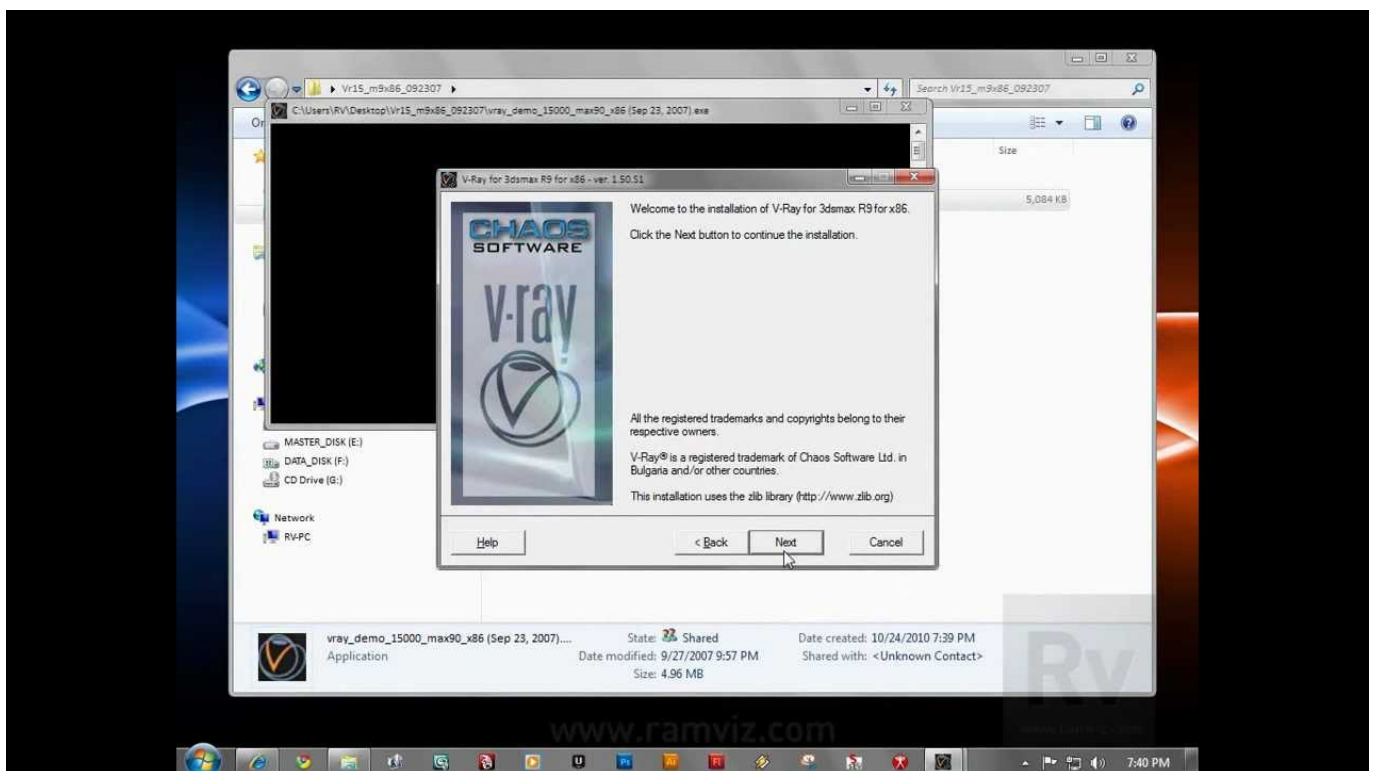 Vr15_m9x86_092307
Search Vr15_m9x86_092307
C:\Users\RV\Desktop\Vr15_m9x86_092307\vray_demo_15000_max90_x86 (Sep 23, 2007).exe
Or
Size
V-Ray for 3dsmax R9 for x86 - ver. 1.50.S1
5,084 KB
CHAOS
SOFTWARE
v-ray
Welcome to the installation of V-Ray for 3dsmax R9 for x86.
Click the Next button to continue the installation.
All the registered trademarks and copyrights belong to their
respective owners.
V-Ray® is a registered trademark of Chaos Software Ltd. in
Bulgaria and/or other countries.
This installation uses the zlib library (http://www.zlib.org)
MASTER_DISK (E:)
DATA_DISK (F:)
CD Drive (G:)
Network
RV-PC
Help
< Back
Next
Cancel
vray_demo_15000_max90_x86 (Sep 23, 2007)....
Application
State: Shared
Date modified: 9/27/2007 9:57 PM
Size: 4.96 MB
Date created: 10/24/2010 7:39 PM
Shared with: <Unknown Contact>
Rv
www.ramviz.com
U
Ps
Ai
FL
7:40 PM